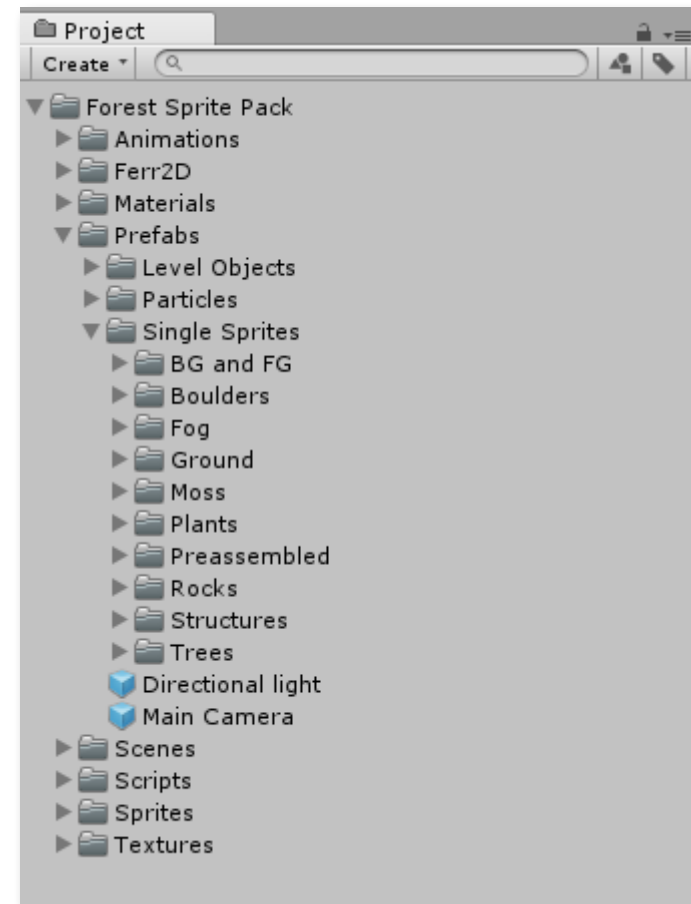 Project
Create
Forest Sprite Pack
Animations
Ferr2D
Materials
Prefabs
Level Objects
Particles
Single Sprites
BG and FG
Boulders
Fog
Ground
Moss
Plants
Preassembled
Rocks
Structures
Trees
Directional light
Main Camera
Scenes
Scripts
Sprites
Textures